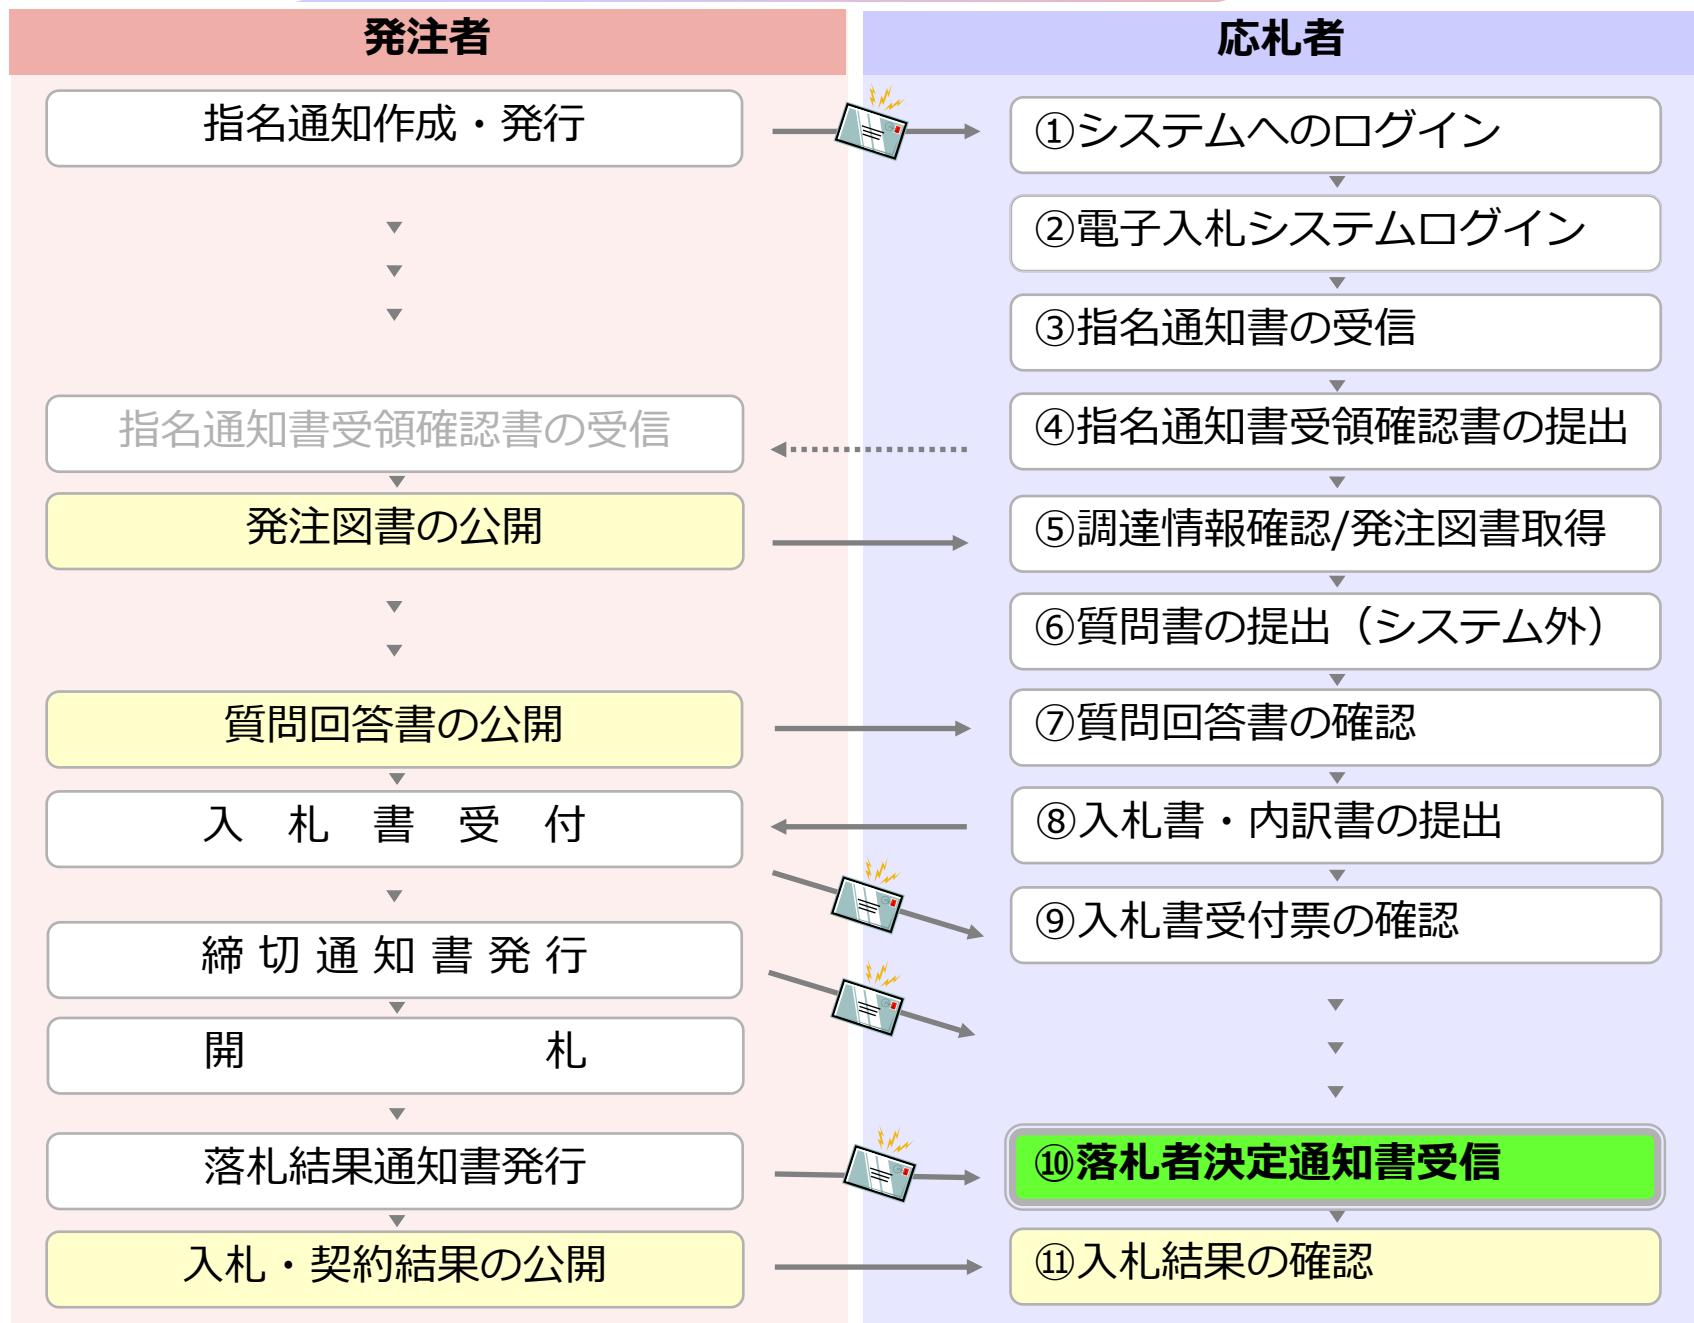 発注者
応札者
指名通知作成・発行
①システムへのログイン
②電子入札システムログイン
③指名通知書の受信
指名通知書受領確認書の受信
④指名通知書受領確認書の提出
発注図書の公開
⑤調達情報確認/発注図書取得
⑥質問書の提出（システム外）
質問回答書の公開
⑦質問回答書の確認
入　札　書　受　付
⑧入札書・内訳書の提出
⑨入札書受付票の確認
締 切 通 知 書 発 行
開　　　　　　　札
落札結果通知書発行
⑩落札者決定通知書受信
入札・契約結果の公開
⑪入札結果の確認